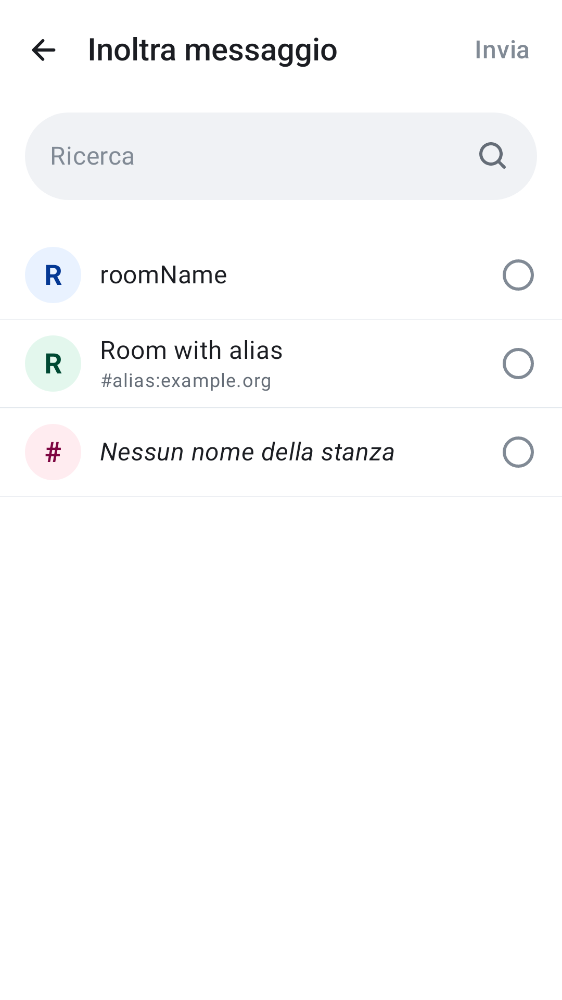 Inoltra messaggio
Invia
Ricerca
R
roomName
R
Room with alias
#alias:example.org
#
Nessun nome della stanza